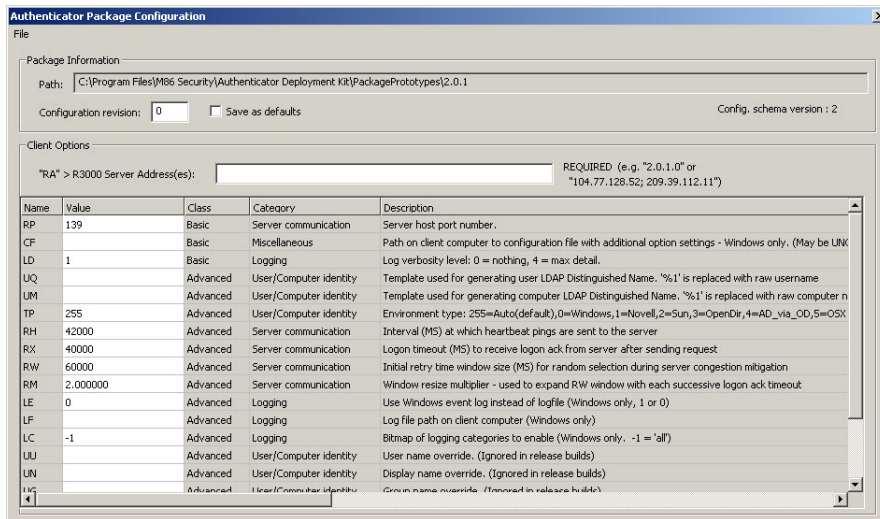 Authenticator Package Configuration
File
Package Information
Path: C:\Program Files\M86 Security\Authenticator Deployment Kit\PackagePrototypes\2.0.1
Configuration revision: 0 Save as defaults Config. schema version : 2
Client Options
"RA" > R3000 Server Address(es): REQUIRED (e.g. "2.0.1.0" or
"104.77.128.52; 209.39.112.11")
Name Value Class Category Description
RP 139 Basic Server communication Server host port number.
CF Basic Miscellaneous Path on client computer to configuration file with additional option settings - Windows only. (May be UNC
LD 1 Basic Logging Log verbosity level: 0 = nothing, 4 = max detail.
UQ Advanced User/Computer identity Template used for generating user LDAP Distinguished Name. '%1' is replaced with raw username
UM Advanced User/Computer identity Template used for generating computer LDAP Distinguished Name. '%1' is replaced with raw computer n
TP 255 Advanced User/Computer identity Environment type: 255=Auto(default),0=Windows,1=Novell,2=Sun,3=OpenDir,4=AD_via_OD,5=OSX
RH 42000 Advanced Server communication Interval (MS) at which heartbeat pings are sent to the server
RX 40000 Advanced Server communication Logon timeout (MS) to receive logon ack from server after sending request
RW 60000 Advanced Server communication Initial retry time window size (MS) for random selection during server congestion mitigation
RM 2.000000 Advanced Server communication Window resize multiplier - used to expand RW window with each successive logon ack timeout
LE 0 Advanced Logging Use Windows event log instead of logfile (Windows only, 1 or 0)
LF Advanced Logging Log file path on client computer (Windows only)
LC -1 Advanced Logging Bitmap of logging categories to enable (Windows only. -1 = 'all')
UU Advanced User/Computer identity User name override. (Ignored in release builds)
UN Advanced User/Computer identity Display name override. (Ignored in release builds)
UG Advanced User/Computer identity Group name override. (Ignored in release builds)